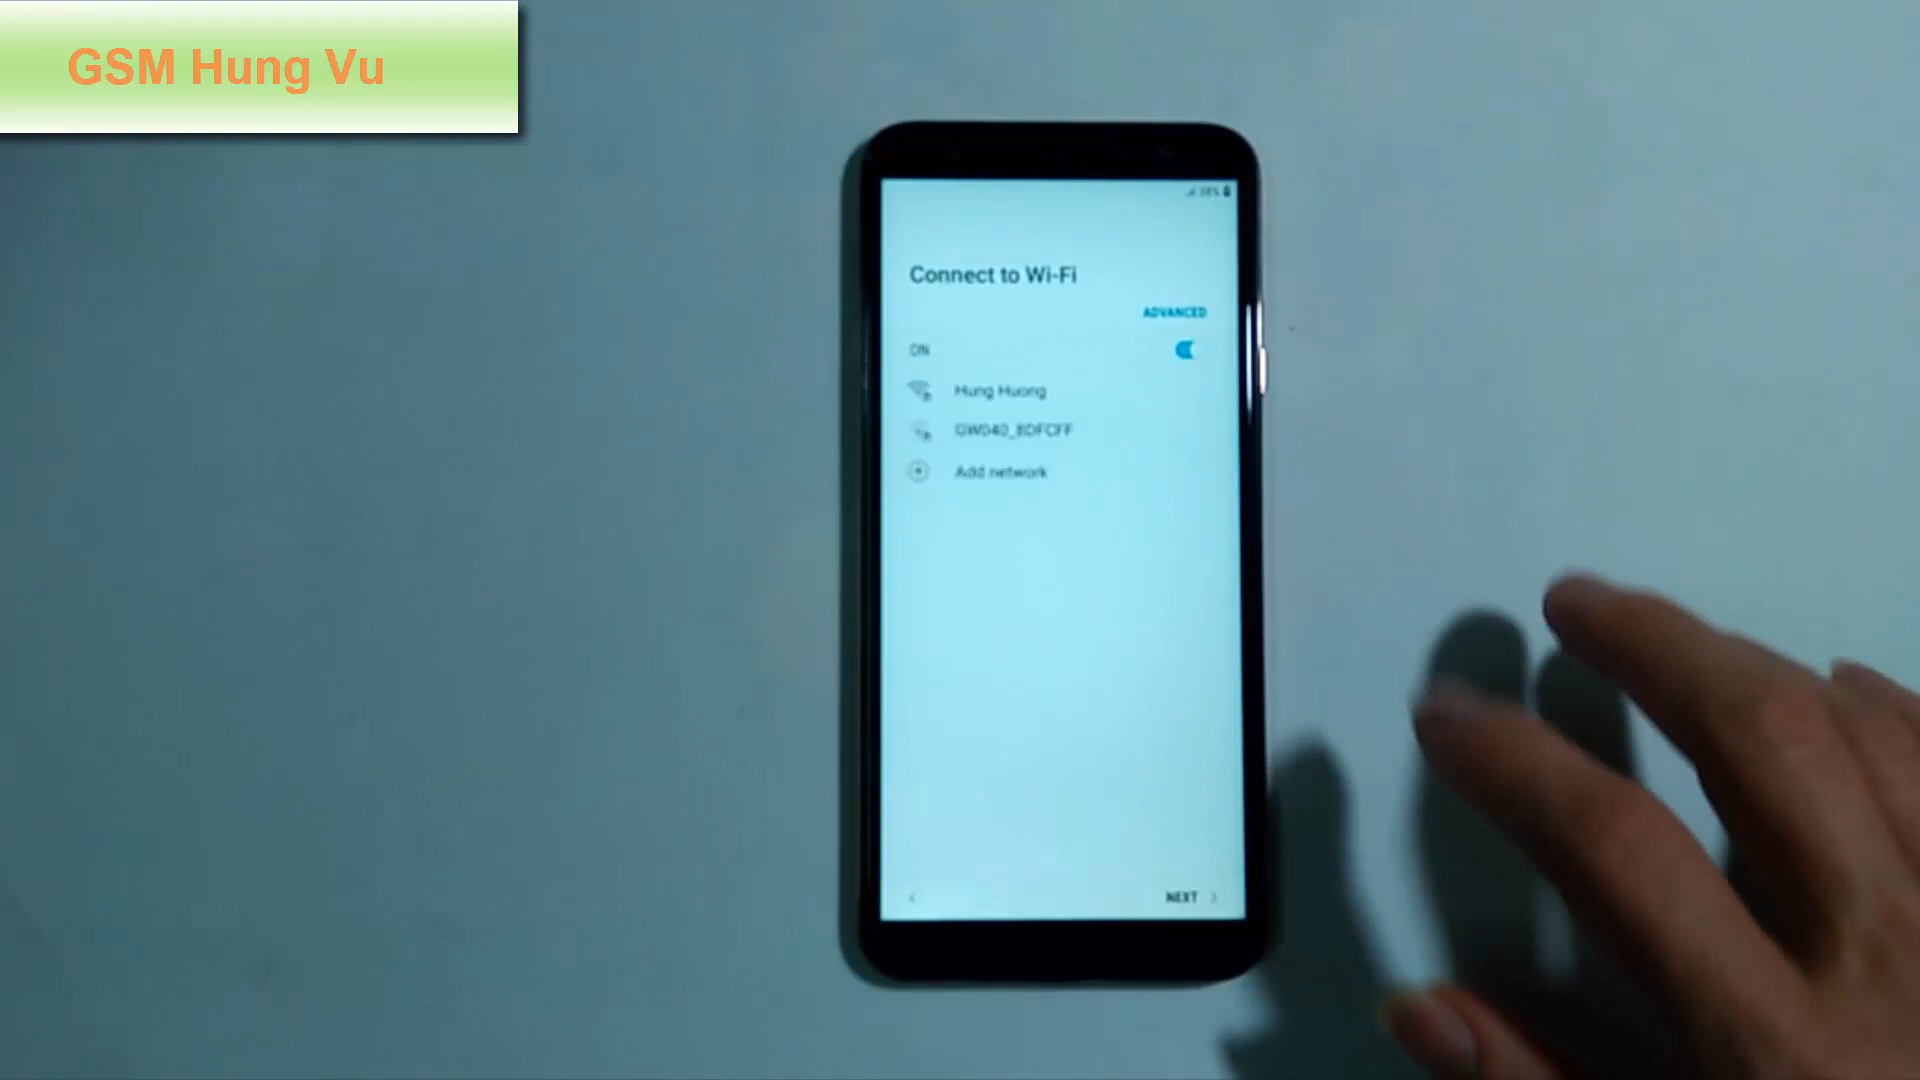 GSM Hung Vu
Connect to Wi-Fi
ADVANCED
ON
Hung Huong
Add network
NEXT